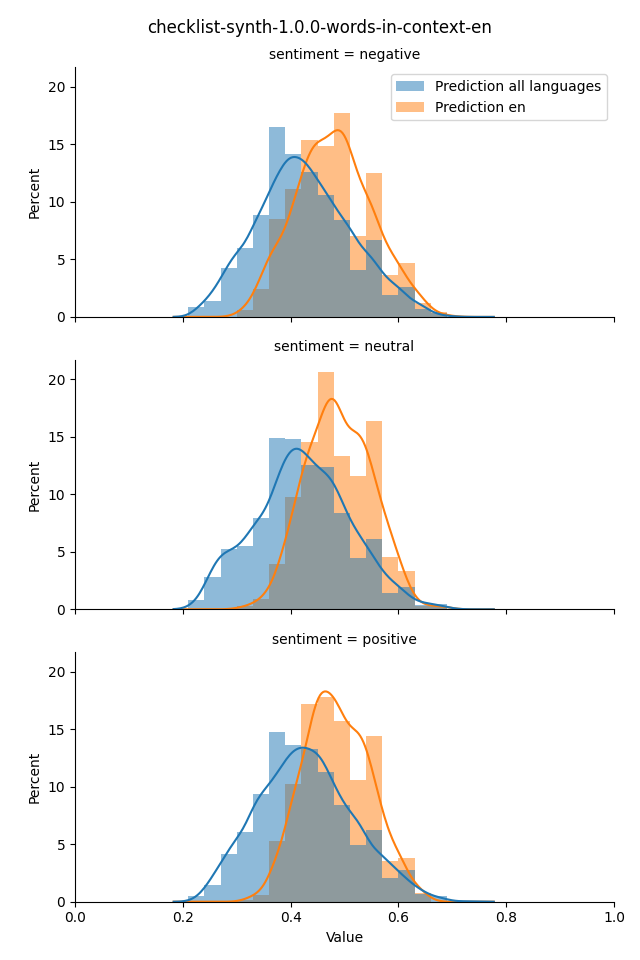 checklist-synth-1.0.0-words-in-context-en
sentiment = negative
Prediction all languages
Prediction en
Percent
20
15
10
5
0
sentiment = neutral
Percent
20
15
10
5
0
sentiment = positive
Percent
20
15
10
5
0
0.0 0.2 0.4 0.6 0.8 1.0
Value